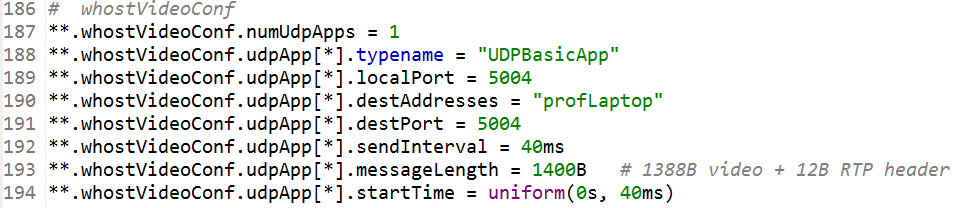 186 #  whostVideoConf
187 **.whostVideoConf.numUdpApps = 1
188 **.whostVideoConf.udpApp[*].typename = "UDPBasicApp"
189 **.whostVideoConf.udpApp[*].localPort = 5004
190 **.whostVideoConf.udpApp[*].destAddresses = "profLaptop"
191 **.whostVideoConf.udpApp[*].destPort = 5004
192 **.whostVideoConf.udpApp[*].sendInterval = 40ms
193 **.whostVideoConf.udpApp[*].messageLength = 1400B   # 1388B video + 12B RTP header
194 **.whostVideoConf.udpApp[*].startTime = uniform(0s, 40ms)